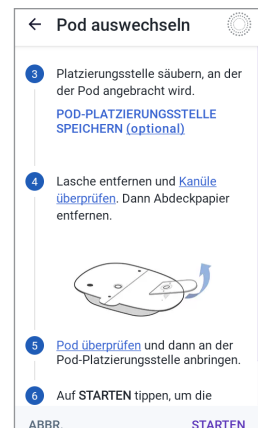 Pod auswechseln
3 Platzierungsstelle säubern, an der
der Pod angebracht wird.
POD-PLATZIERUNGSSTELLE
SPEICHERN (optional)
4 Lasche entfernen und Kanüle
überprüfen. Dann Abdeckpapier
entfernen.
5 Pod überprüfen und dann an der
Pod-Platzierungsstelle anbringen.
6 Auf STARTEN tippen, um die
ABBR. STARTEN